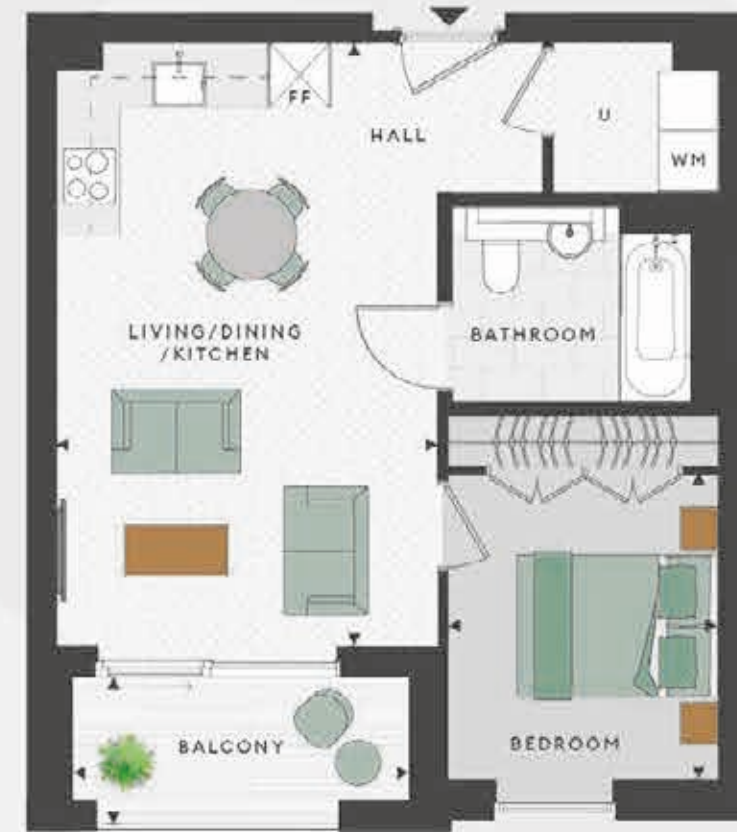 FF
HALL
U
WM
LIVING/DINING
/KITCHEN
BATHROOM
BALCONY
BEDROOM